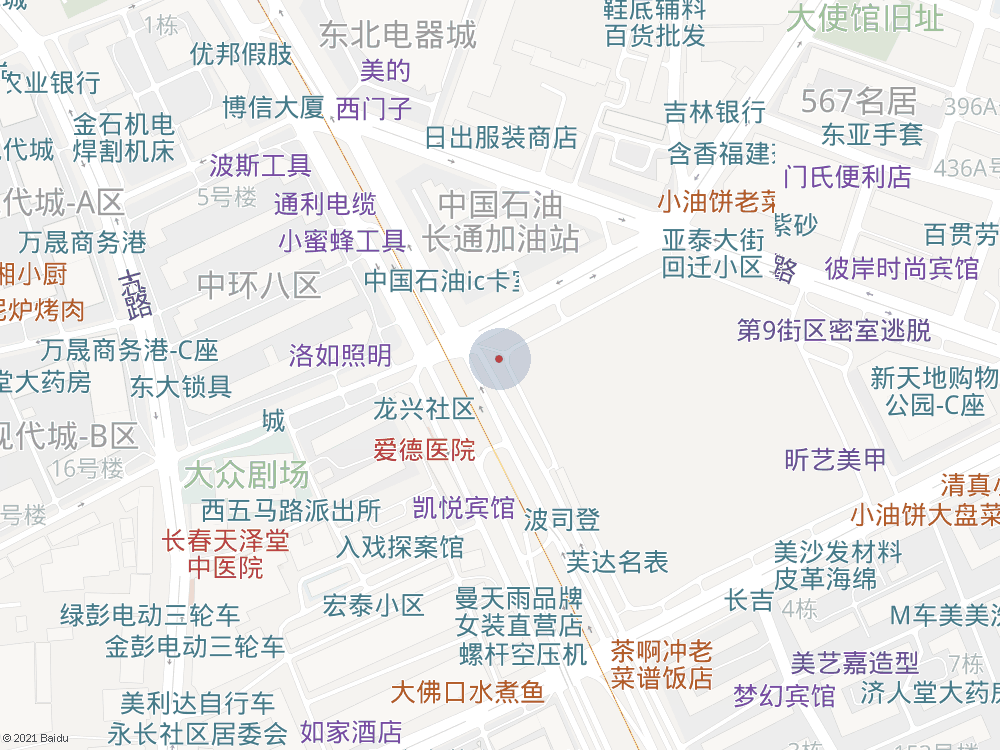 城
1栋
东北电器城
鞋底辅料
百货批发
大使馆旧址
优邦假肢
美的
农业银行
博信大厦
西门子
吉林银行
567名居
396A
金石机电
焊割机床
日出服装商店
东亚手套
代城
含香福建
波斯工具
436A号
门氏便利店
5号楼
代城-A区
通利电缆
中国石油
长通加油站
小油饼老菜
紫砂
万晟商务港
小蜜蜂工具
亚泰大街
回迁小区
百贯劳
湘小厨
中环八区
中国石油ic卡室
路
彼岸时尚宾馆
路
炉烤肉
第9街区密室逃脱
万晟商务港-C座
洛如照明
堂大药房
东大锁具
新天地购物
公园-C座
龙兴社区
城
现代城-B区
爱德医院
16号楼
大众剧场
昕艺美甲
清真小
西五马路派出所
凯悦宾馆
波司登
小油饼大盘菜
号楼
长春天泽堂
中医院
入戏探案馆
芙达名表
美沙发材料
皮革海绵
绿彭电动三轮车
宏泰小区
曼天雨品牌
女装直营店
长吉
4栋
M车美美沙
金彭电动三轮车
螺杆空压机
茶啊冲老
菜谱饭店
美艺嘉造型
7栋
大佛口水煮鱼
梦幻宾馆
济人堂大药房
美利达自行车
永长社区居委会
如家酒店
© 2021 Baidu
3栋
152号楼